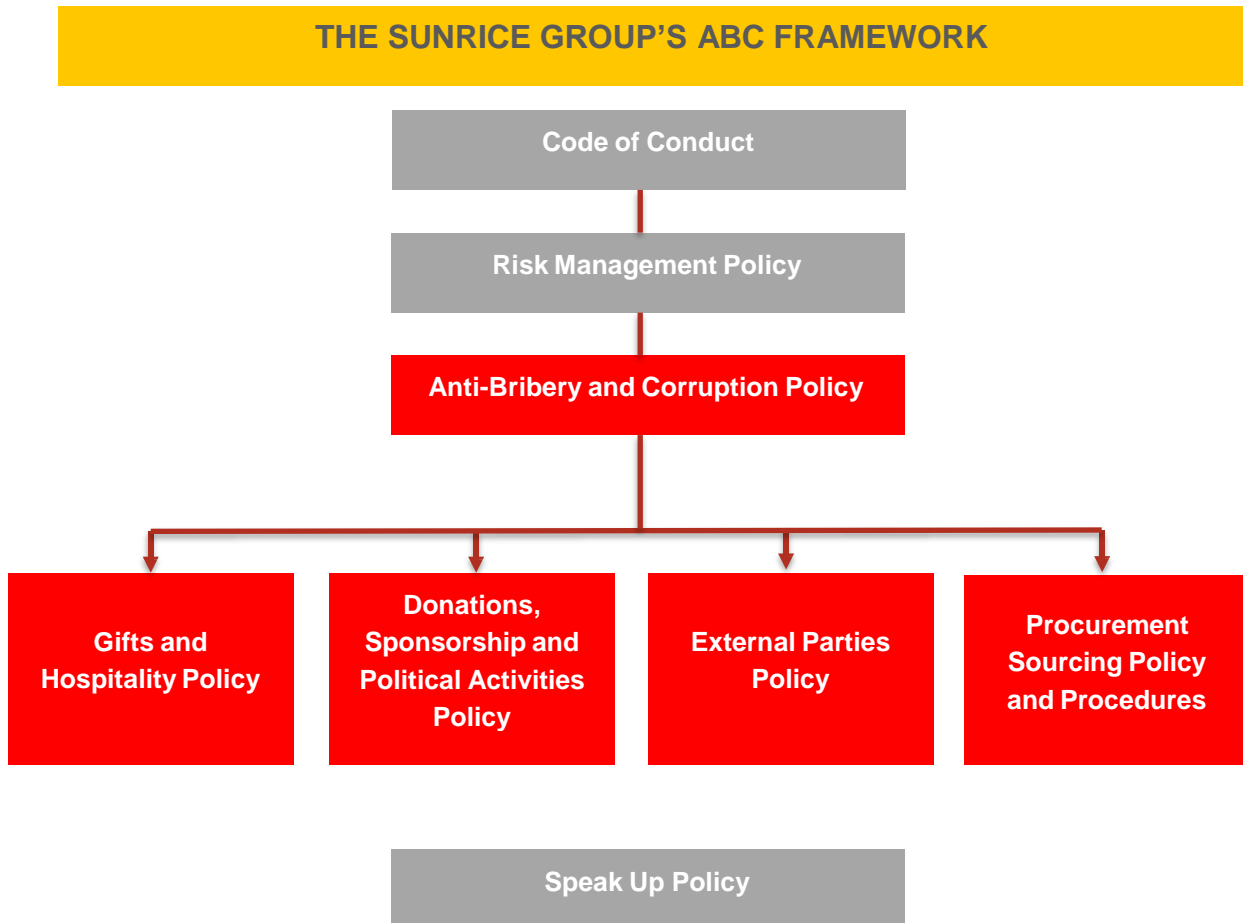 THE SUNRICE GROUP'S ABC FRAMEWORK
Code of Conduct
Risk Management Policy
Anti-Bribery and Corruption Policy
Gifts and
Hospitality Policy
Donations,
Sponsorship and
Political Activities
Policy
External Parties
Policy
Procurement
Sourcing Policy
and Procedures
Speak Up Policy